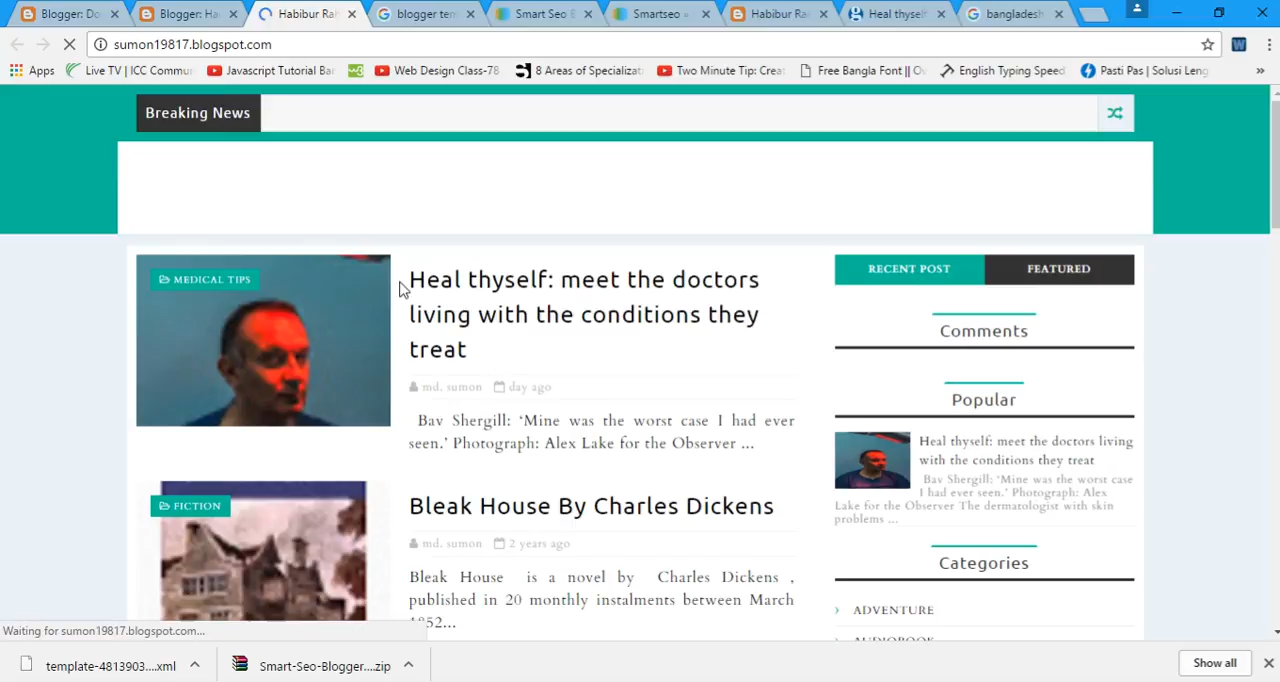 Blogger: Do
Blogger: Ha
Habibur Ra
blogger tem
Smart Seo B
Smartseo -
Habibur Ra
Heal thyself
bangladesh
sumon19817.blogspot.com
Apps
Live TV | ICC Commu
Javascript Tutorial Ba
Web Design Class-78
8 Areas of Specializat
Two Minute Tip: Crea
Free Bangla Font || O
English Typing Speed
Pasti Pas | Solusi Leng
»
Breaking News
MEDICAL TIPS
Heal thyself: meet the doctors
living with the conditions they
treat
md. sumon day ago
Bav Shergill: ‘Mine was the worst case I had ever
seen.’ Photograph: Alex Lake for the Observer ...
FICTION
Bleak House By Charles Dickens
md. sumon 2 years ago
Bleak House is a novel by Charles Dickens ,
published in 20 monthly instalments between March
1852...
RECENT POST
FEATURED
Comments
Popular
Heal thyself: meet the doctors living
with the conditions they treat
Bav Shergill: ‘Mine was the worst case
I had ever seen.’ Photograph: Alex
Lake for the Observer The dermatologist with skin
problems ...
Categories
ADVENTURE
AUDIOBOOK
Waiting for sumon19817.blogspot.com...
template-4813903....xml
Smart-Seo-Blogger....zip
Show all